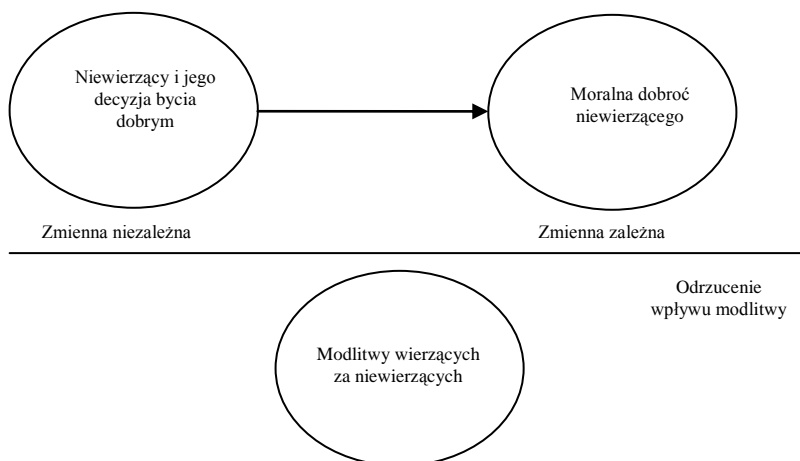 Niewierzący i jego
decyzja bycia
dobrym
Moralna dobroć
niewierzącego
Zmienna niezależna
Zmienna zależna
Odrzucenie
wpływu modlitwy
Modlitwy wierzących
za niewierzących